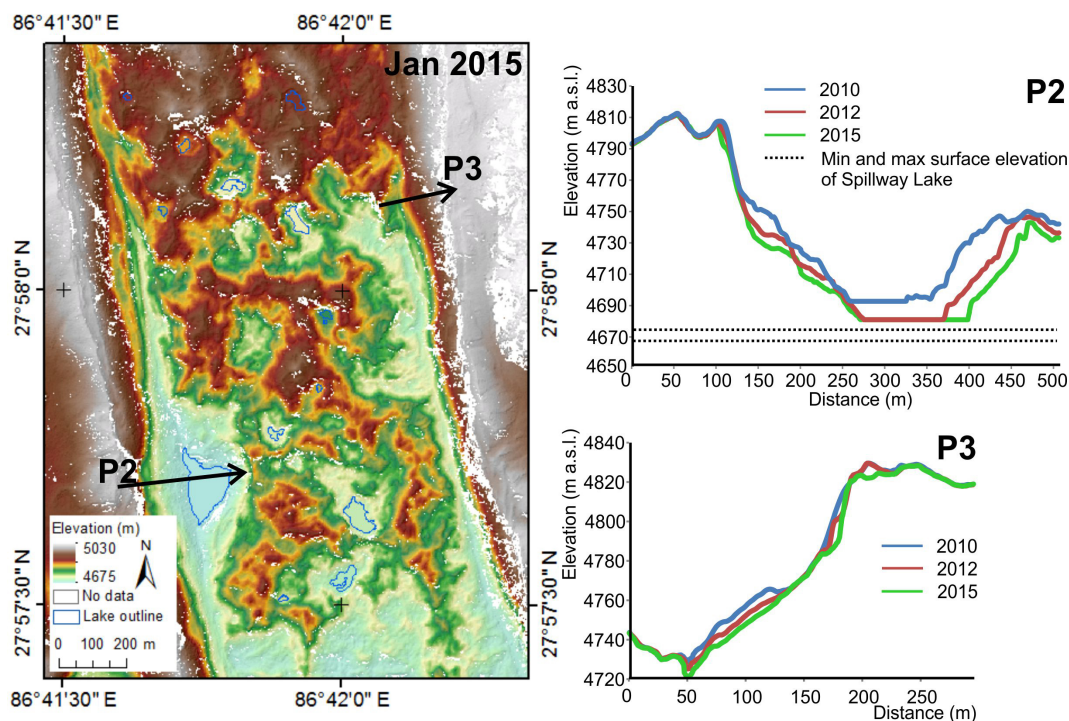 86°41'30" E
86°42'0" E
Jan 2015
P3
27°58'0" N
27°58'0" N
P2
Elevation (m)
5030
4675
N
No data
Lake outline
0 100 200 m
27°57'30" N
27°57'30" N
86°41'30" E
86°42'0" E
P2
2010
2012
2015
Min and max surface elevation
of Spillway Lake
Elevation (m a.s.l.)
4830
4810
4790
4770
4750
4730
4710
4690
4670
4650
0 50 100 150 200 250 300 350 400 450 500
Distance (m)
P3
2010
2012
2015
Elevation (m a.s.l.)
4840
4820
4800
4780
4760
4740
4720
0 50 100 150 200 250
Distance (m)